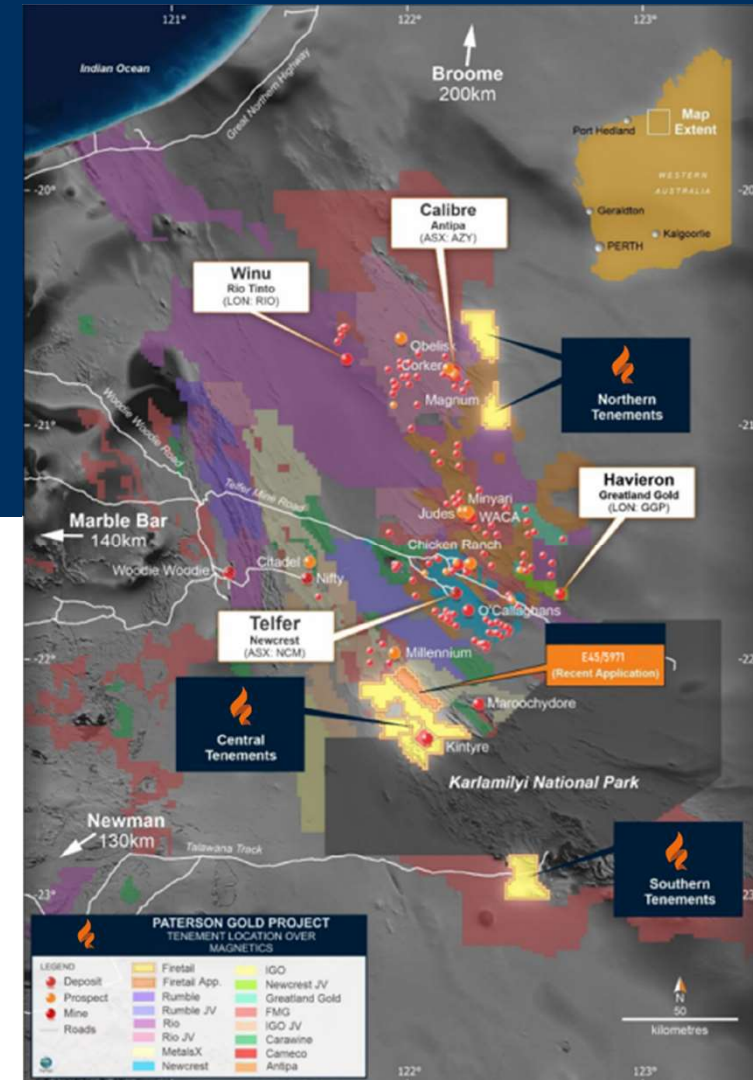 121°
122°
123°
Indian Ocean
Great Northern Highway
Broome
200km
Port Hedland
Map
Extent
WESTERN
AUSTRALIA
Geraldton
Kalgoorlie
PERTH
-20°
-20
Calibre
Antipa
(ASX: AZY)
Winu
Rio Tinto
(LON: RIO)
Obelisk
Corker
Magnum
Northern
Tenements
-21°
-21
Woodie Woodie Road
Telfer Mine Road
Havieron
Greatland Gold
(LON: GGP)
Minyari
Judes
WACA
Marble Bar
140km
Chicken Ranch
Woodie Woodie
Citadel
Nifty
O'Callaghans
Telfer
Newcrest
(ASX: NCM)
E45/5971
(Recent Application)
-22°
-22
Millennium
Maroochydore
Central
Tenements
Kintyre
Karlamilyi National Park
Newman
130km
Talawana Track
Southern
Tenements
-23°
23
PATERSON GOLD PROJECT
TENEMENT LOCATION OVER
MAGNETICS
LEGEND
Deposit
Prospect
Mine
Roads
Firetail
Firetail App.
Rumble
Rumble JV
Rio
Rio JV
MetalsX
Newcrest
IGO
Newcrest JV
Greatland Gold
FMG
IGO JV
Carawine
Cameco
Antipa
N
50
kilometres
122°
123°